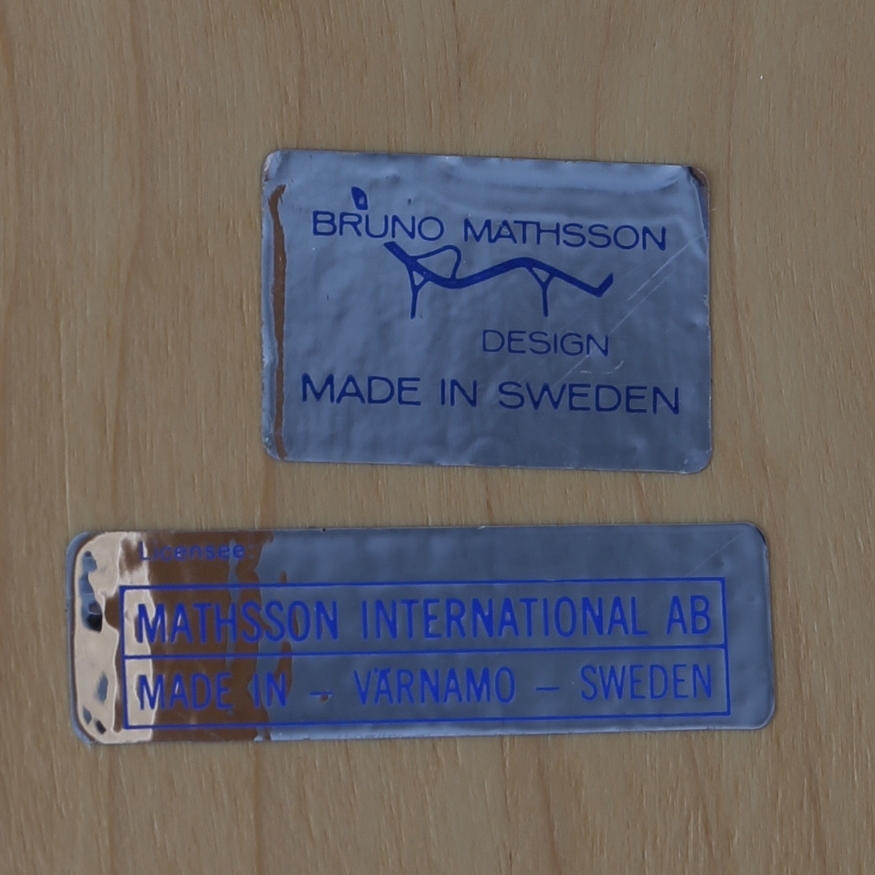 BRUNO MATHSSON
DESIGN
MADE IN SWEDEN
Licensee
MATHSSON INTERNATIONAL AB
MADE IN – VÄRNAMO – SWEDEN